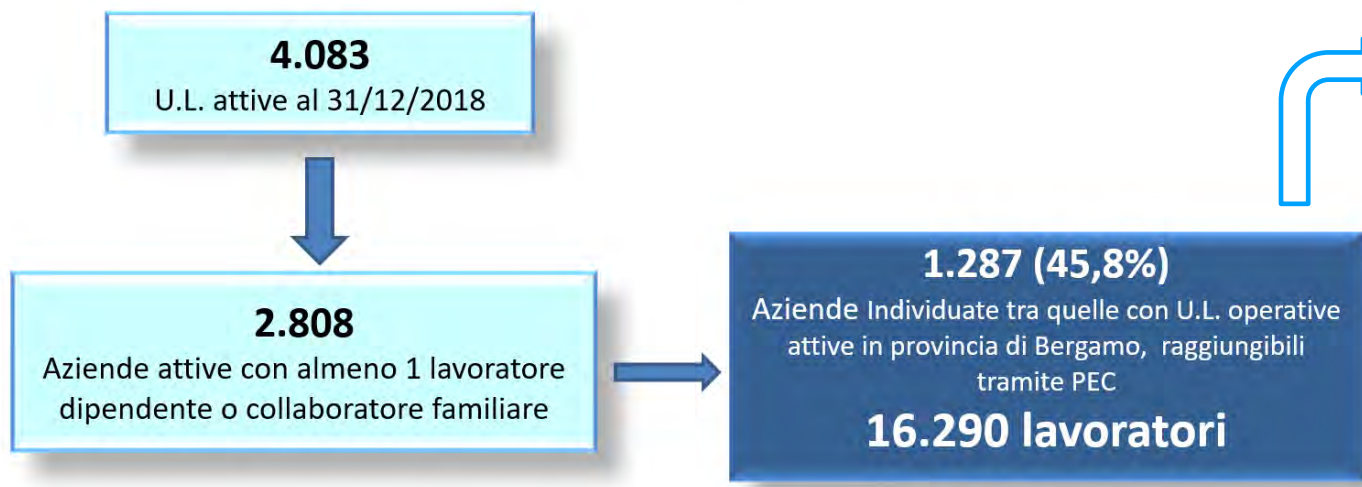 4.083
U.L. attive al 31/12/2018
2.808
Aziende attive con almeno 1 lavoratore
dipendente o collaboratore familiare
1.287 (45,8%)
Aziende Individuate tra quelle con U.L. operative
attive in provincia di Bergamo, raggiungibili
tramite PEC
16.290 lavoratori